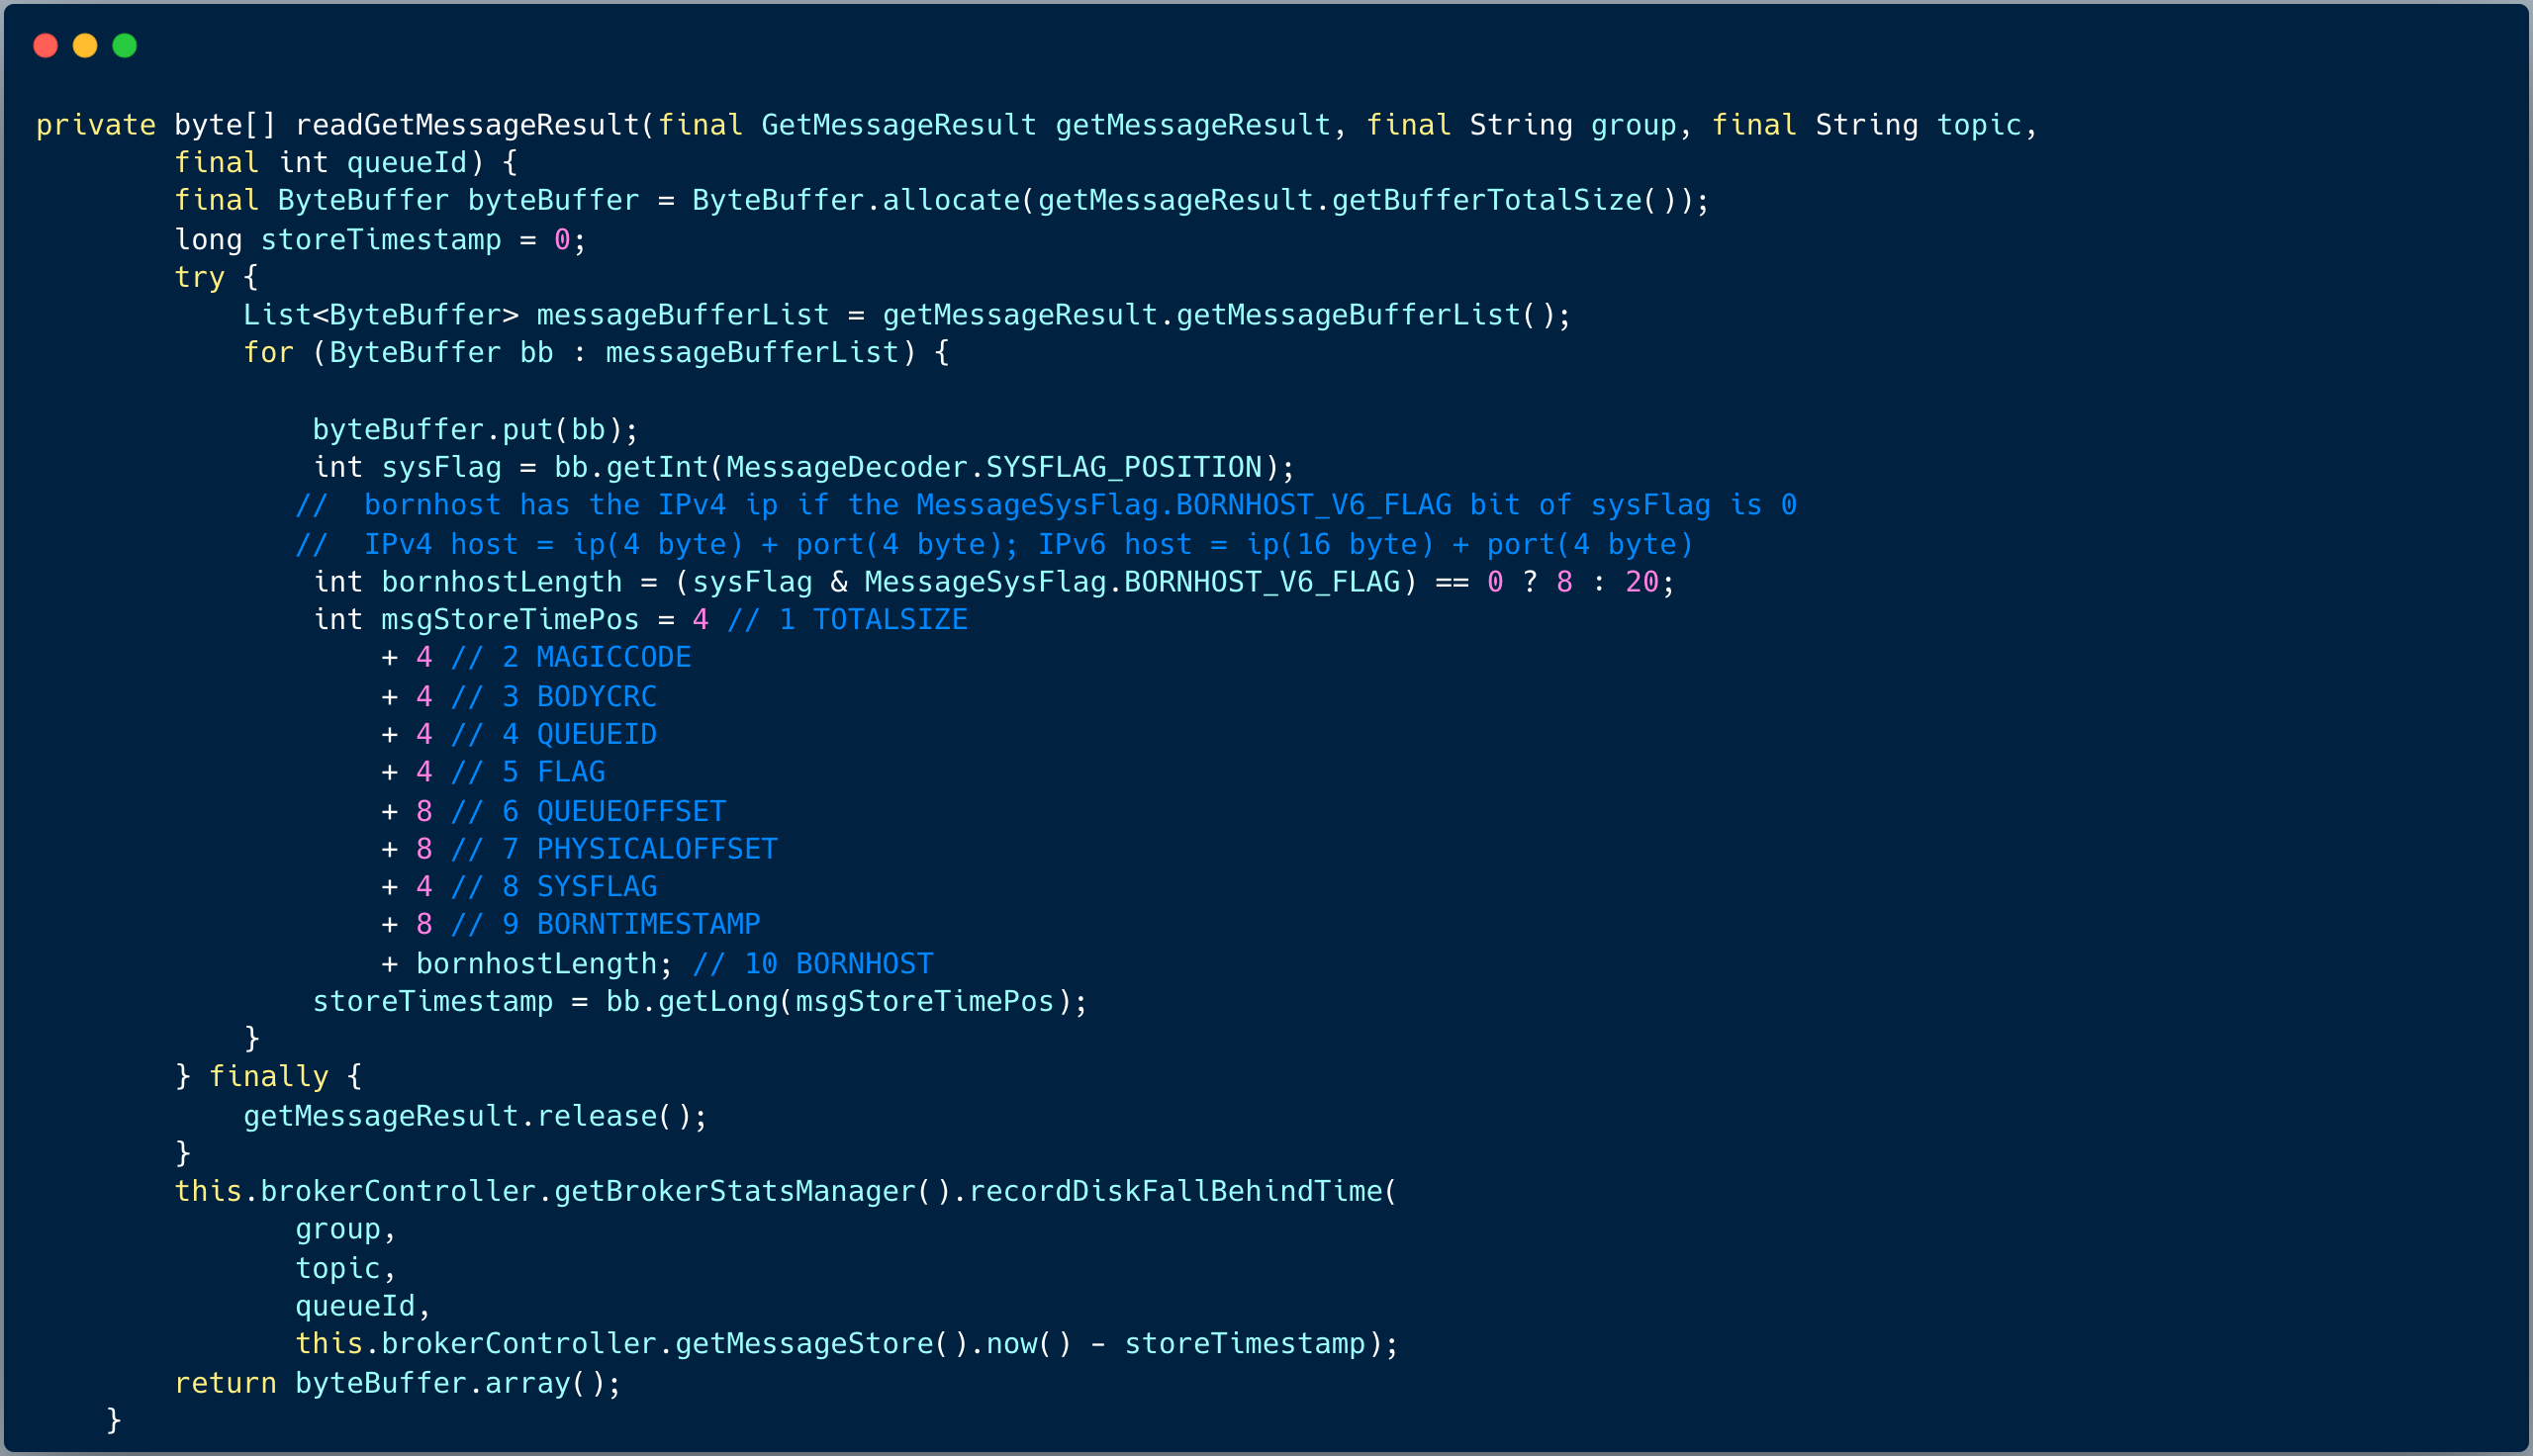 private byte[] readGetMessageResult(final GetMessageResult getMessageResult, final String group, final String topic,
        final int queueId) {
        final ByteBuffer byteBuffer = ByteBuffer.allocate(getMessageResult.getBufferTotalSize());
        long storeTimestamp = 0;
        try {
            List<ByteBuffer> messageBufferList = getMessageResult.getMessageBufferList();
            for (ByteBuffer bb : messageBufferList) {

                byteBuffer.put(bb);
                int sysFlag = bb.getInt(MessageDecoder.SYSFLAG_POSITION);
               //  bornhost has the IPv4 ip if the MessageSysFlag.BORNHOST_V6_FLAG bit of sysFlag is 0
               //  IPv4 host = ip(4 byte) + port(4 byte); IPv6 host = ip(16 byte) + port(4 byte)
                int bornhostLength = (sysFlag & MessageSysFlag.BORNHOST_V6_FLAG) == 0 ? 8 : 20;
                int msgStoreTimePos = 4 // 1 TOTALSIZE
                    + 4 // 2 MAGICCODE
                    + 4 // 3 BODYCRC
                    + 4 // 4 QUEUEID
                    + 4 // 5 FLAG
                    + 8 // 6 QUEUEOFFSET
                    + 8 // 7 PHYSICALOFFSET
                    + 4 // 8 SYSFLAG
                    + 8 // 9 BORNTIMESTAMP
                    + bornhostLength; // 10 BORNHOST
                storeTimestamp = bb.getLong(msgStoreTimePos);
            }
        } finally {
            getMessageResult.release();
        }
        this.brokerController.getBrokerStatsManager().recordDiskFallBehindTime(
               group,
               topic,
               queueId,
               this.brokerController.getMessageStore().now() - storeTimestamp);
        return byteBuffer.array();
    }